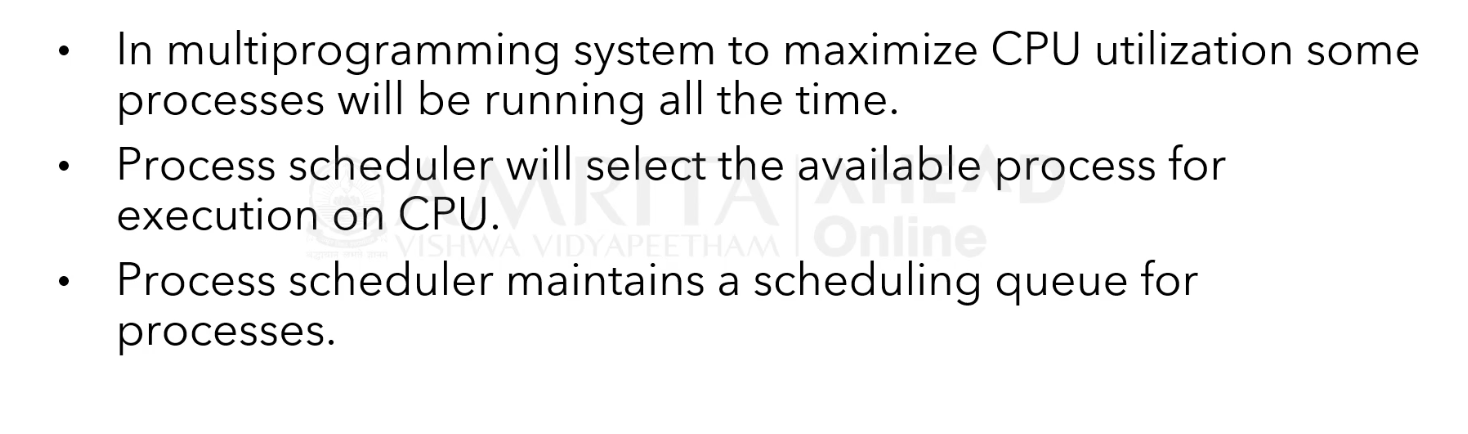 • In multiprogramming system to maximize CPU utilization some
processes will be running all the time.
• Process scheduler will select the available process for
execution on CPU.
• Process scheduler maintains a scheduling queue for
processes.
AMRITA
VISHWA VIDYAPEETHAM
AHEAD
Online